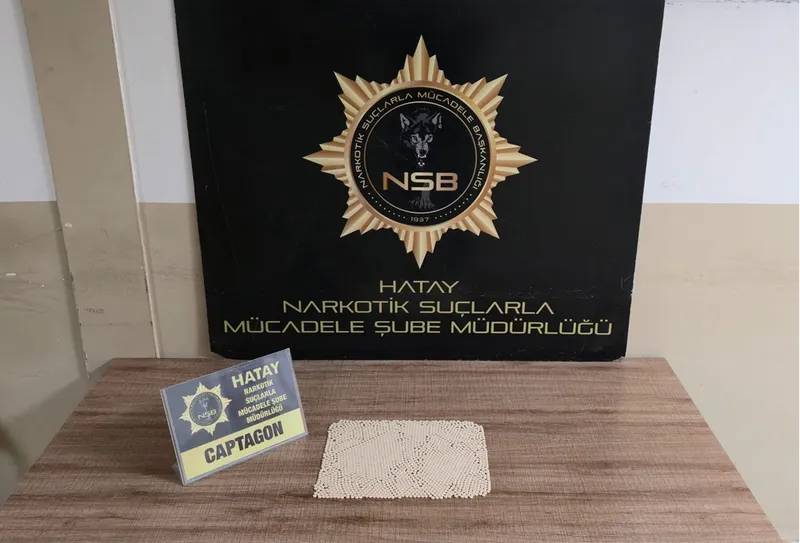 NARKOTİK SUÇLARLA MÜCADELE BAŞKANLIĞI
NSB
1937
HATAY
NARKOTİK SUÇLARLA
MÜCADELE ŞUBE MÜDÜRLÜĞÜ
HATAY
NARKOTİK
SUÇLARLA
MÜCADELE ŞUBE
MÜDÜRLÜĞÜ
NSB
CAPTAGON